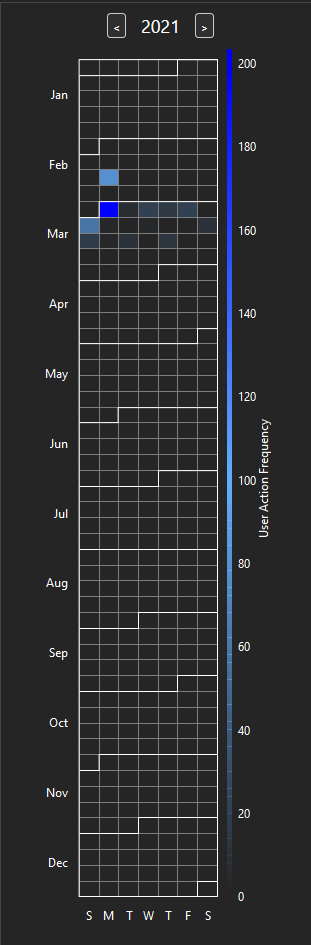 < 2021 >
Jan
Feb
Mar
Apr
May
Jun
Jul
Aug
Sep
Oct
Nov
Dec
S M T W T F S
200
180
160
140
120
100
80
60
40
20
0
User Action Frequency